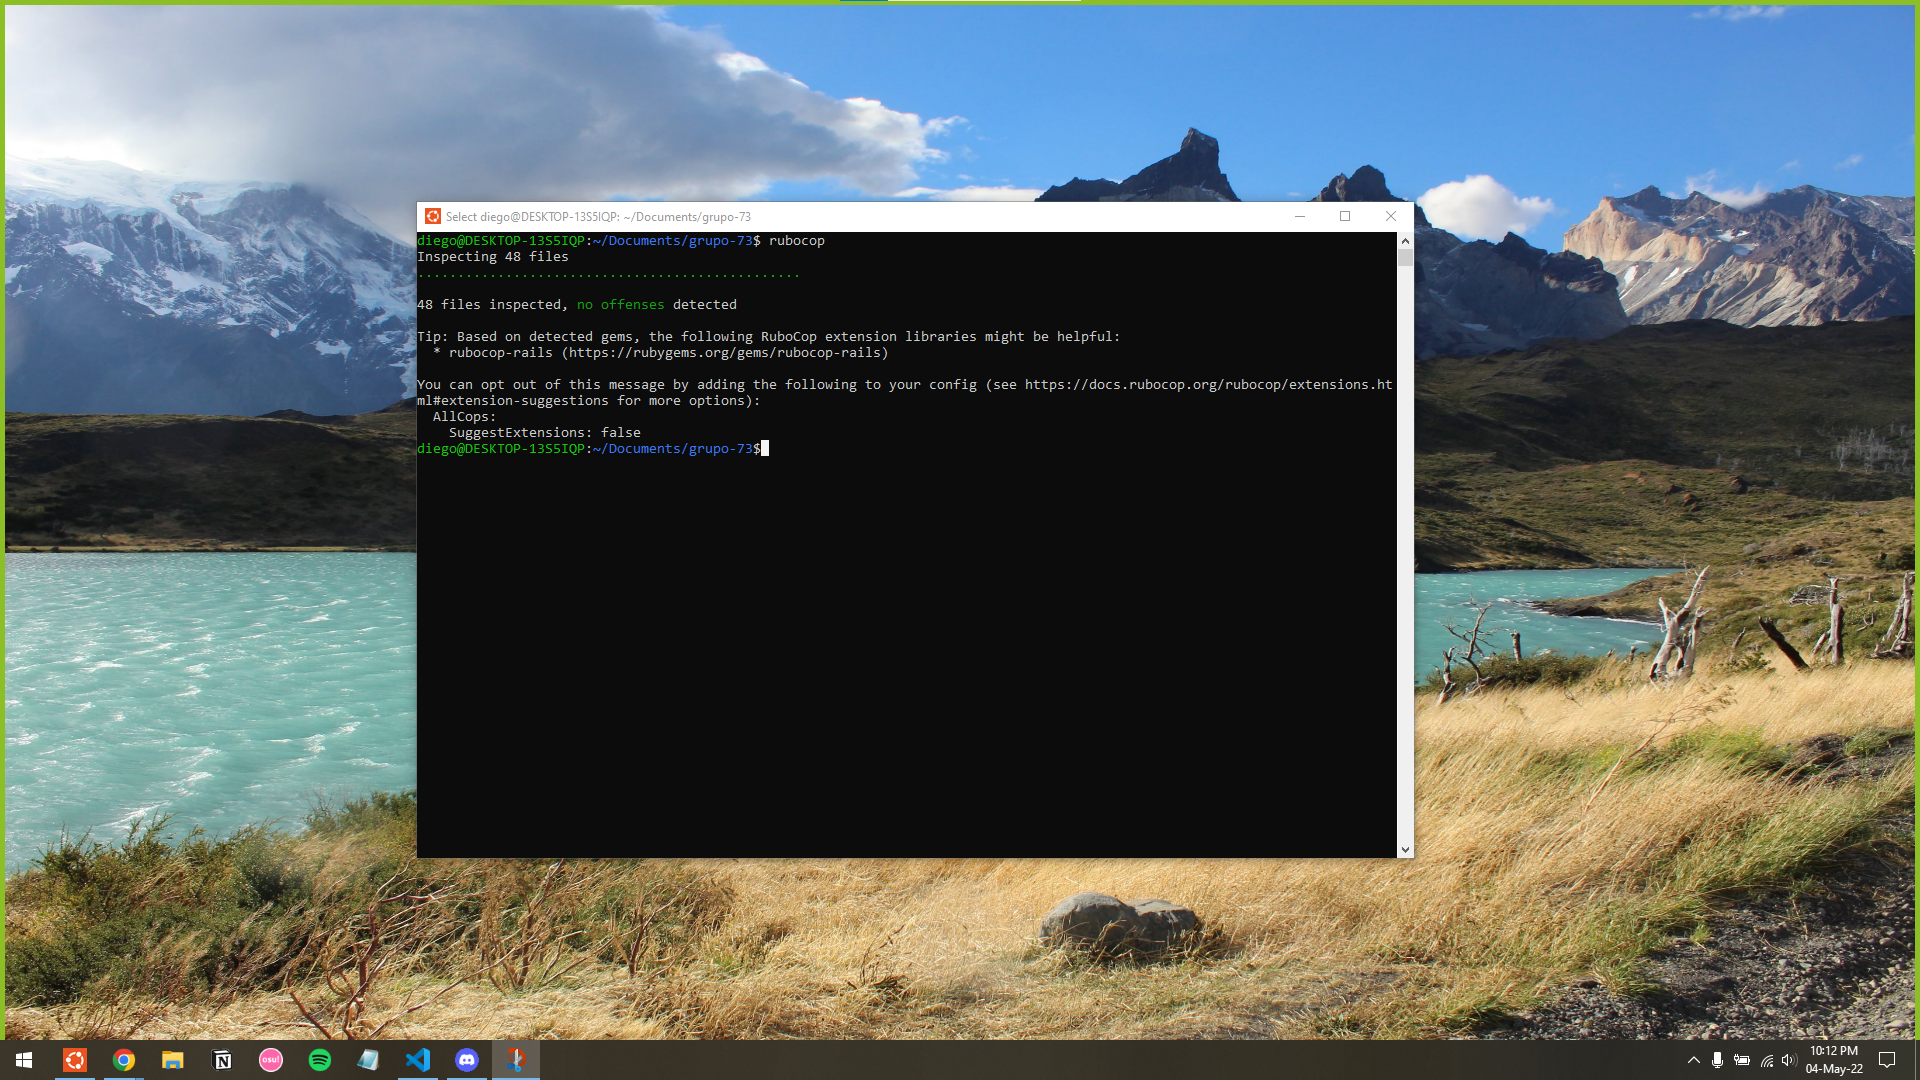 Select diego@DESKTOP-13S5IQP: ~/Documents/grupo-73
diego@DESKTOP-13S5IQP:~/Documents/grupo-73$ rubocop
Inspecting 48 files
................................................
48 files inspected, no offenses detected
Tip: Based on detected gems, the following RuboCop extension libraries might be helpful:
* rubocop-rails (https://rubygems.org/gems/rubocop-rails)
You can opt out of this message by adding the following to your config (see https://docs.rubocop.org/rubocop/extensions.ht
ml#extension-suggestions for more options):
AllCops:
SuggestExtensions: false
diego@DESKTOP-13S5IQP:~/Documents/grupo-73$
osu!
10:12 PM
04-May-22